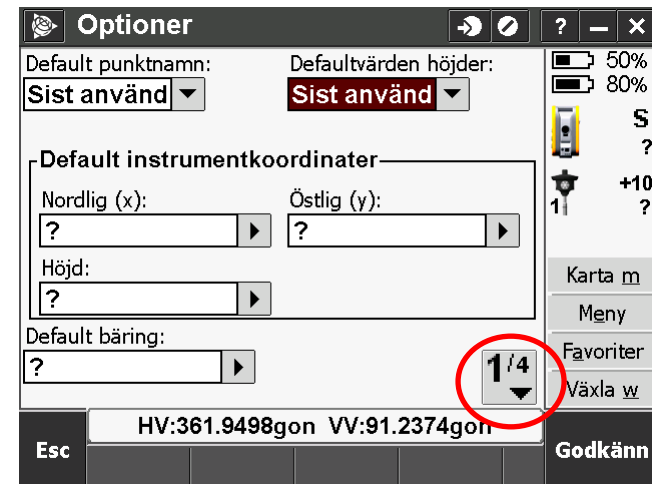 Optioner ? – ×
Default punktnamn: Defaultvärden höjder: 50%
Sist använd Sist använd 80%
S
?
Default instrumentkoordinater
Nordlig (x): Östlig (y): +10
? ? 1 ?
Höjd:
? Karta m
Meny
Default bäring: Favoriter
? 1/4 Växla w
HV:361.9498gon VV:91.2374gon
Esc Godkänn